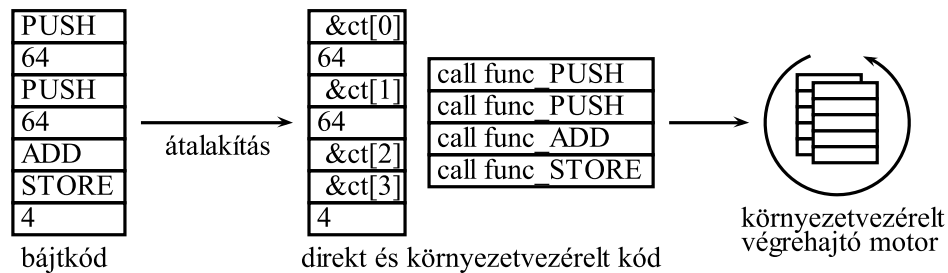 PUSH
64
PUSH
64
ADD
STORE
4
bájtkód
átalakítás
&ct[0]
64
&ct[1]
64
&ct[2]
&ct[3]
4
call func_PUSH
call func_PUSH
call func_ADD
call func_STORE
direkt és környezetvezérelt kód
környezetvezérelt
végrehajtó motor